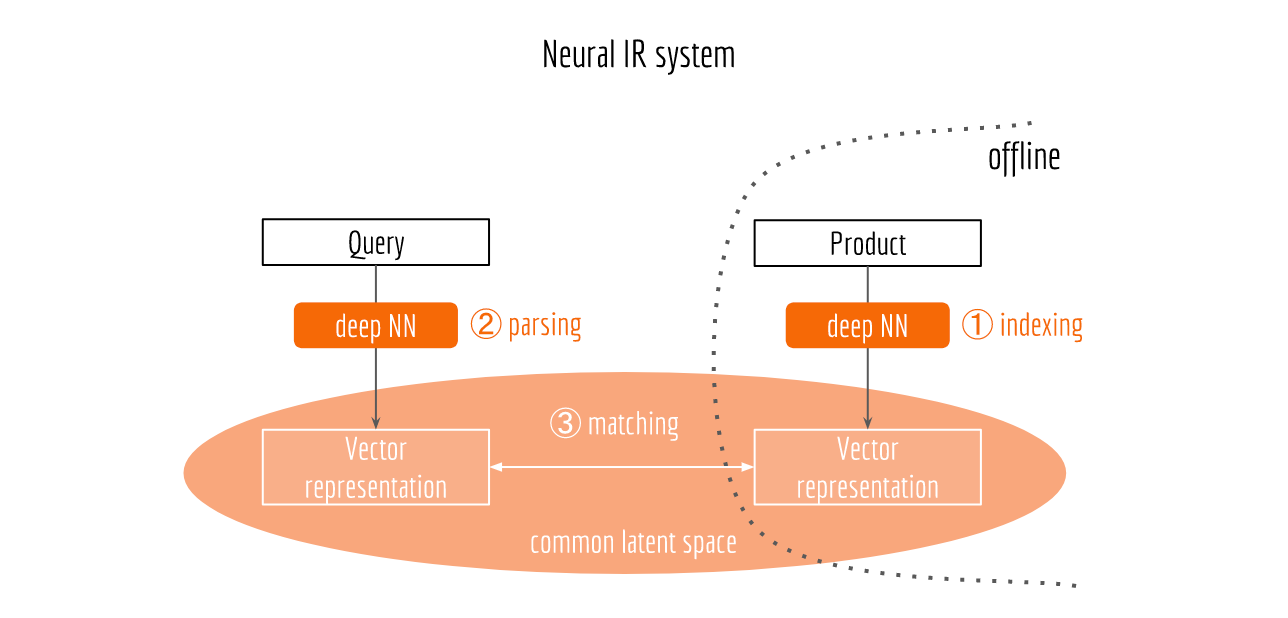 Neural IR system
offline
Query
Product
deep NN
② parsing
deep NN
① indexing
③ matching
Vector
representation
Vector
representation
common latent space